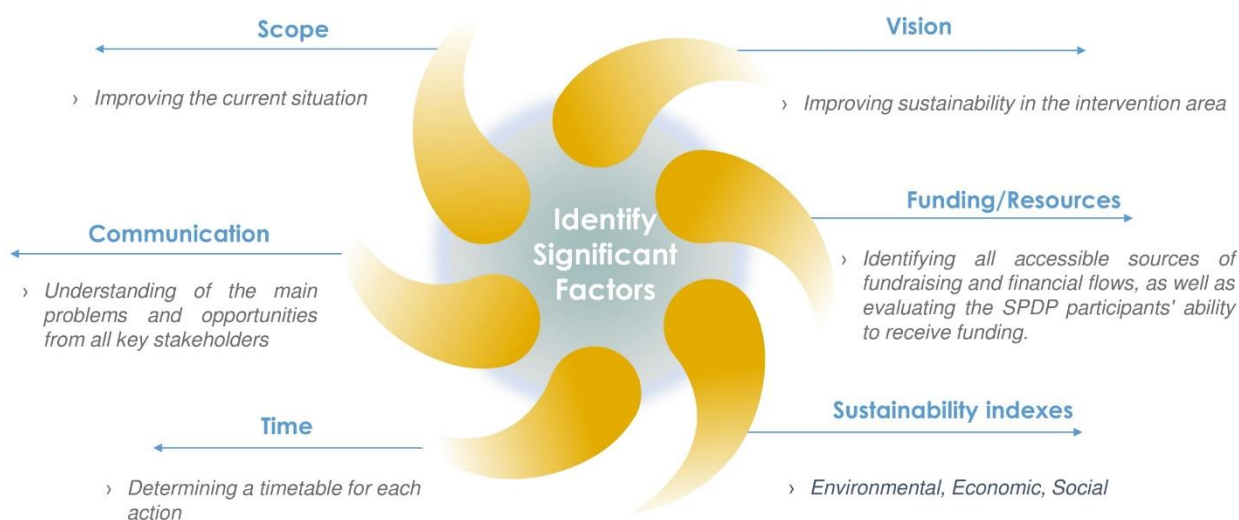 Scope
› Improving the current situation
Communication
› Understanding of the main
problems and opportunities
from all key stakeholders
Time
› Determining a timetable for each
action
Identify
Significant
Factors
Vision
› Improving sustainability in the intervention area
Funding/Resources
› Identifying all accessible sources of
fundraising and financial flows, as well as
evaluating the SPDP participants' ability
to receive funding.
Sustainability indexes
› Environmental, Economic, Social